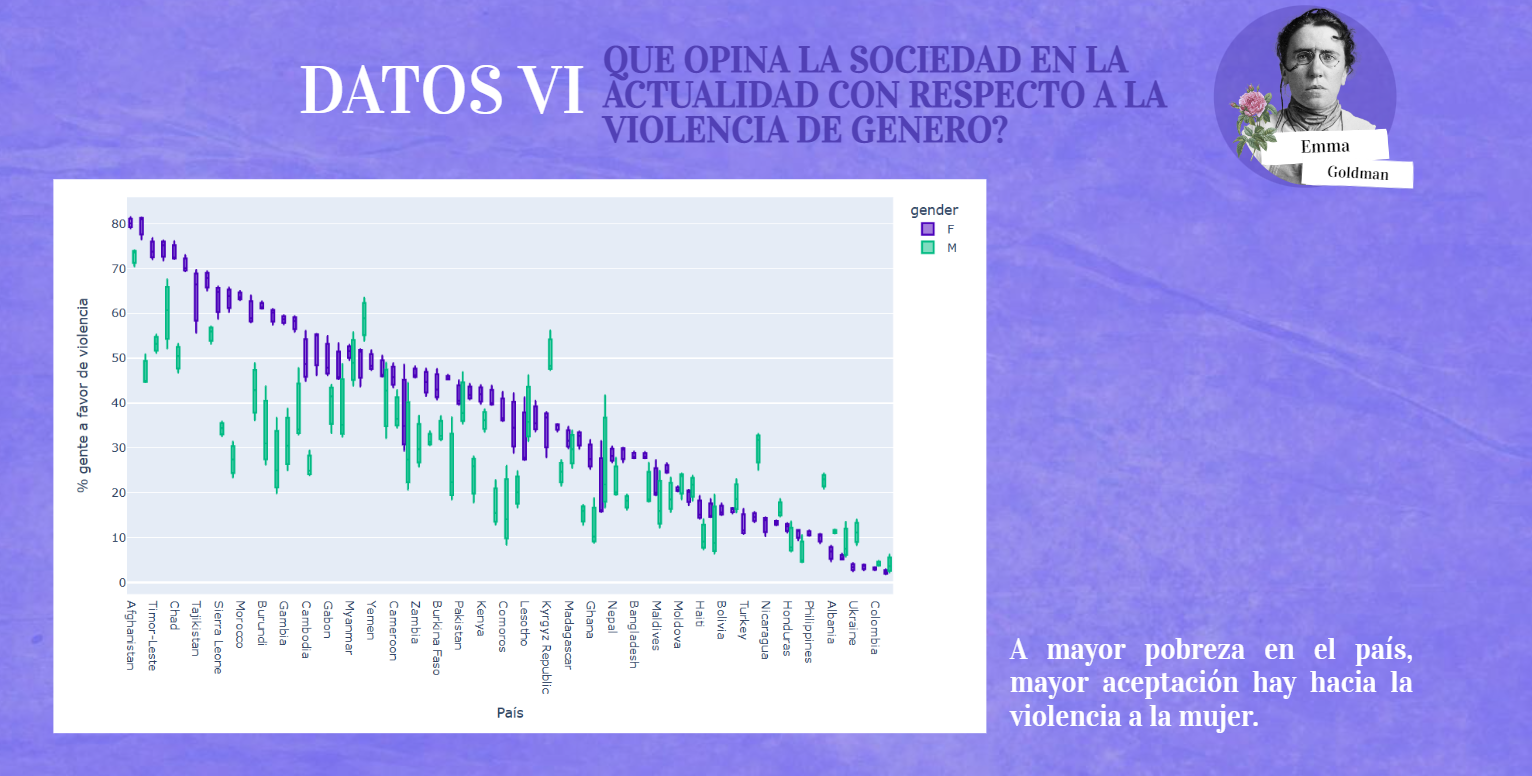 DATOS VI
QUE OPINA LA SOCIEDAD EN LA
ACTUALIDAD CON RESPECTO A LA
VIOLENCIA DE GENERO?
Emma
Goldman
gender
F
M
% gente a favor de violencia
80
70
60
50
40
30
20
10
0
Afghanistan
Timor-Leste
Chad
Tajikistan
Sierra Leone
Morocco
Burundi
Gambia
Cambodia
Gabon
Myanmar
Yemen
Cameroon
Zambia
Burkina Faso
Pakistan
Kenya
Comoros
Lesotho
Kyrgyz Republic
Madagascar
Ghana
Nepal
Bangladesh
Maldives
Moldova
Haiti
Bolivia
Turkey
Nicaragua
Honduras
Philippines
Albania
Ukraine
Colombia
País
A mayor pobreza en el país,
mayor aceptación hay hacia la
violencia a la mujer.